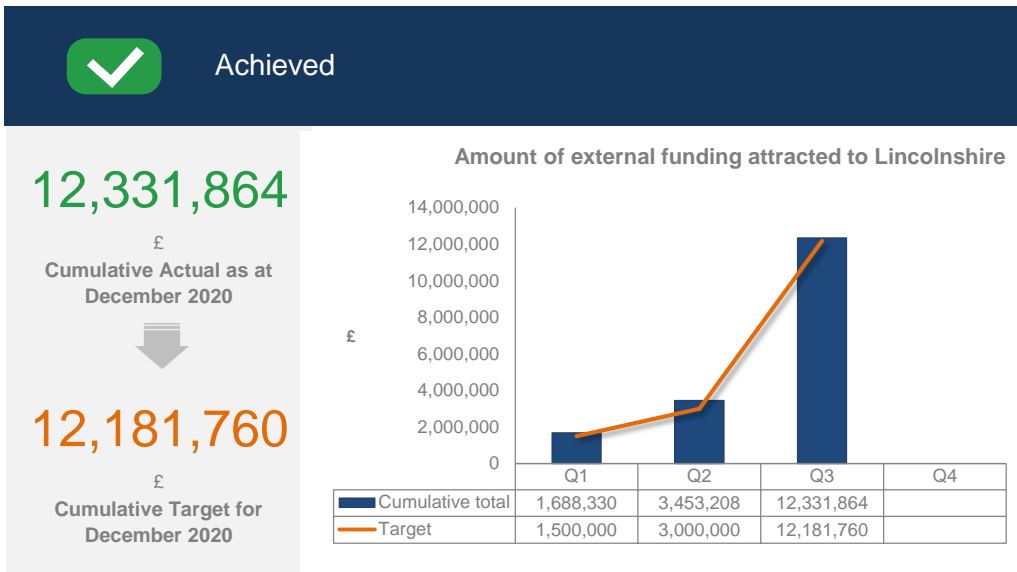 Achieved
12,331,864
£
Cumulative Actual as at
December 2020
12,181,760
£
Cumulative Target for
December 2020
Amount of external funding attracted to Lincolnshire
£
14,000,000
12,000,000
10,000,000
8,000,000
6,000,000
4,000,000
2,000,000
0
Q1 Q2 Q3 Q4
Cumulative total 1,688,330 3,453,208 12,331,864
Target 1,500,000 3,000,000 12,181,760